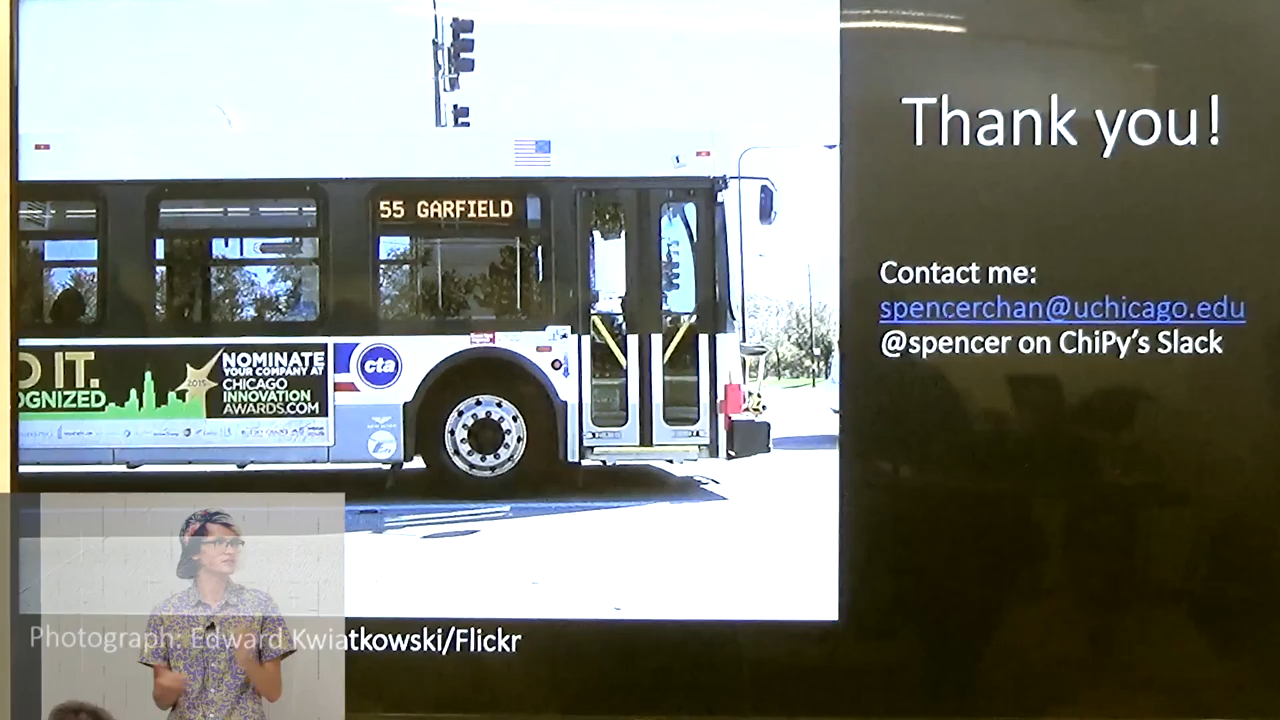 Thank you!
55 GARFIELD
Contact me:
spencerchan@uchicago.edu
@spencer on ChiPy's Slack
D IT.
OGNIZED
2015
NOMINATE
YOUR COMPANY AT
CHICAGO
INNOVATION
AWARDS.COM
cta
Photograph: Edward Kwiatkowski/Flickr